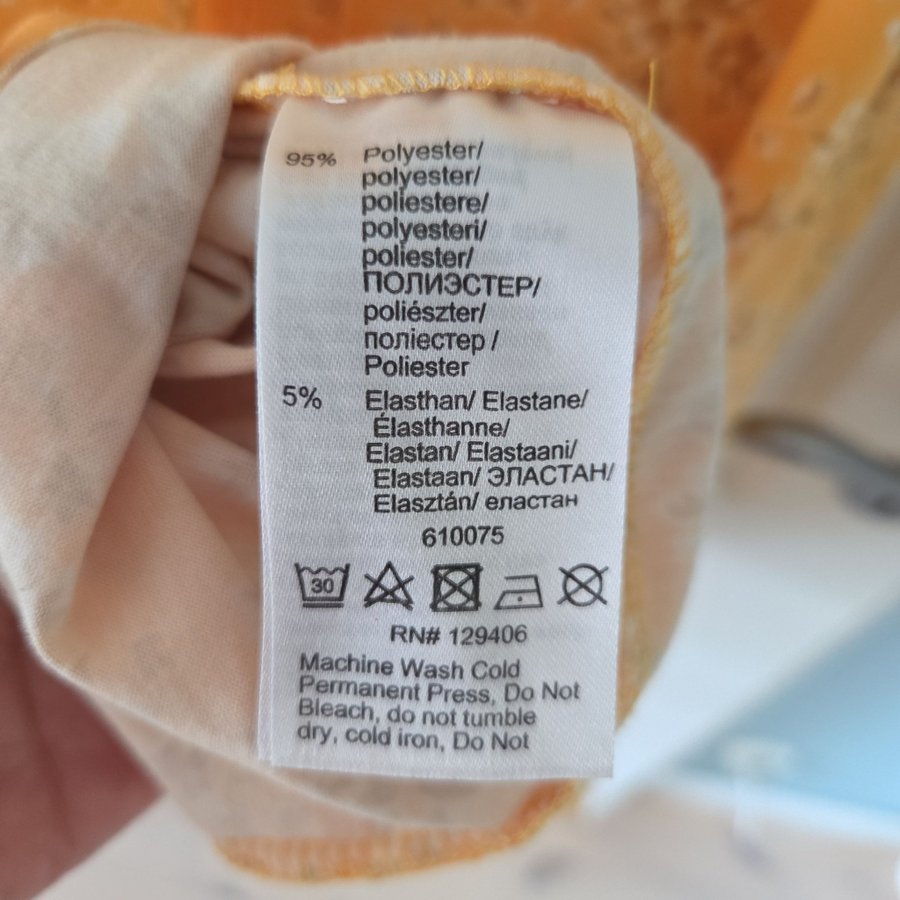 95% Polyester/
polyester/
poliestere/
polyesteri/
poliester/
ПОЛИЭСТЕР/
poliészter/
поліестер /
Poliester
5% Elasthan/ Elastane/
Élasthanne/
Elastan/ Elastaani/
Elastaan/ ЭЛАСТАН/
Elasztán/ еластан
610075
30
RN# 129406
Machine Wash Cold
Permanent Press, Do Not
Bleach, do not tumble
dry, cold iron, Do Not